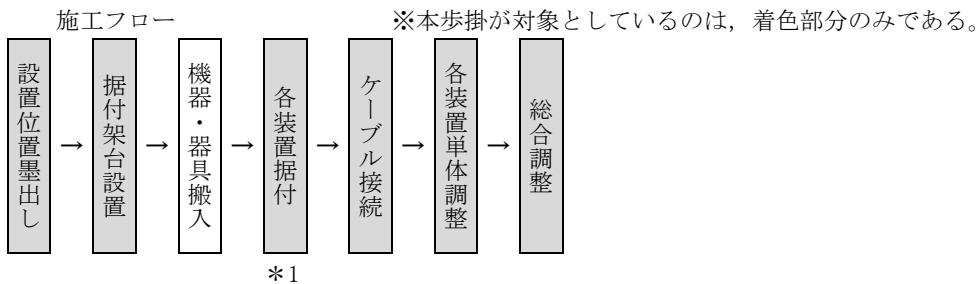 施工フロー
※本歩掛が対象としているのは，着色部分のみである。
設置位置墨出し
→
据付架台設置
→
機器・器具搬入
→
各装置据付
→
ケーブル接続
→
各装置単体調整
→
総合調整
＊1